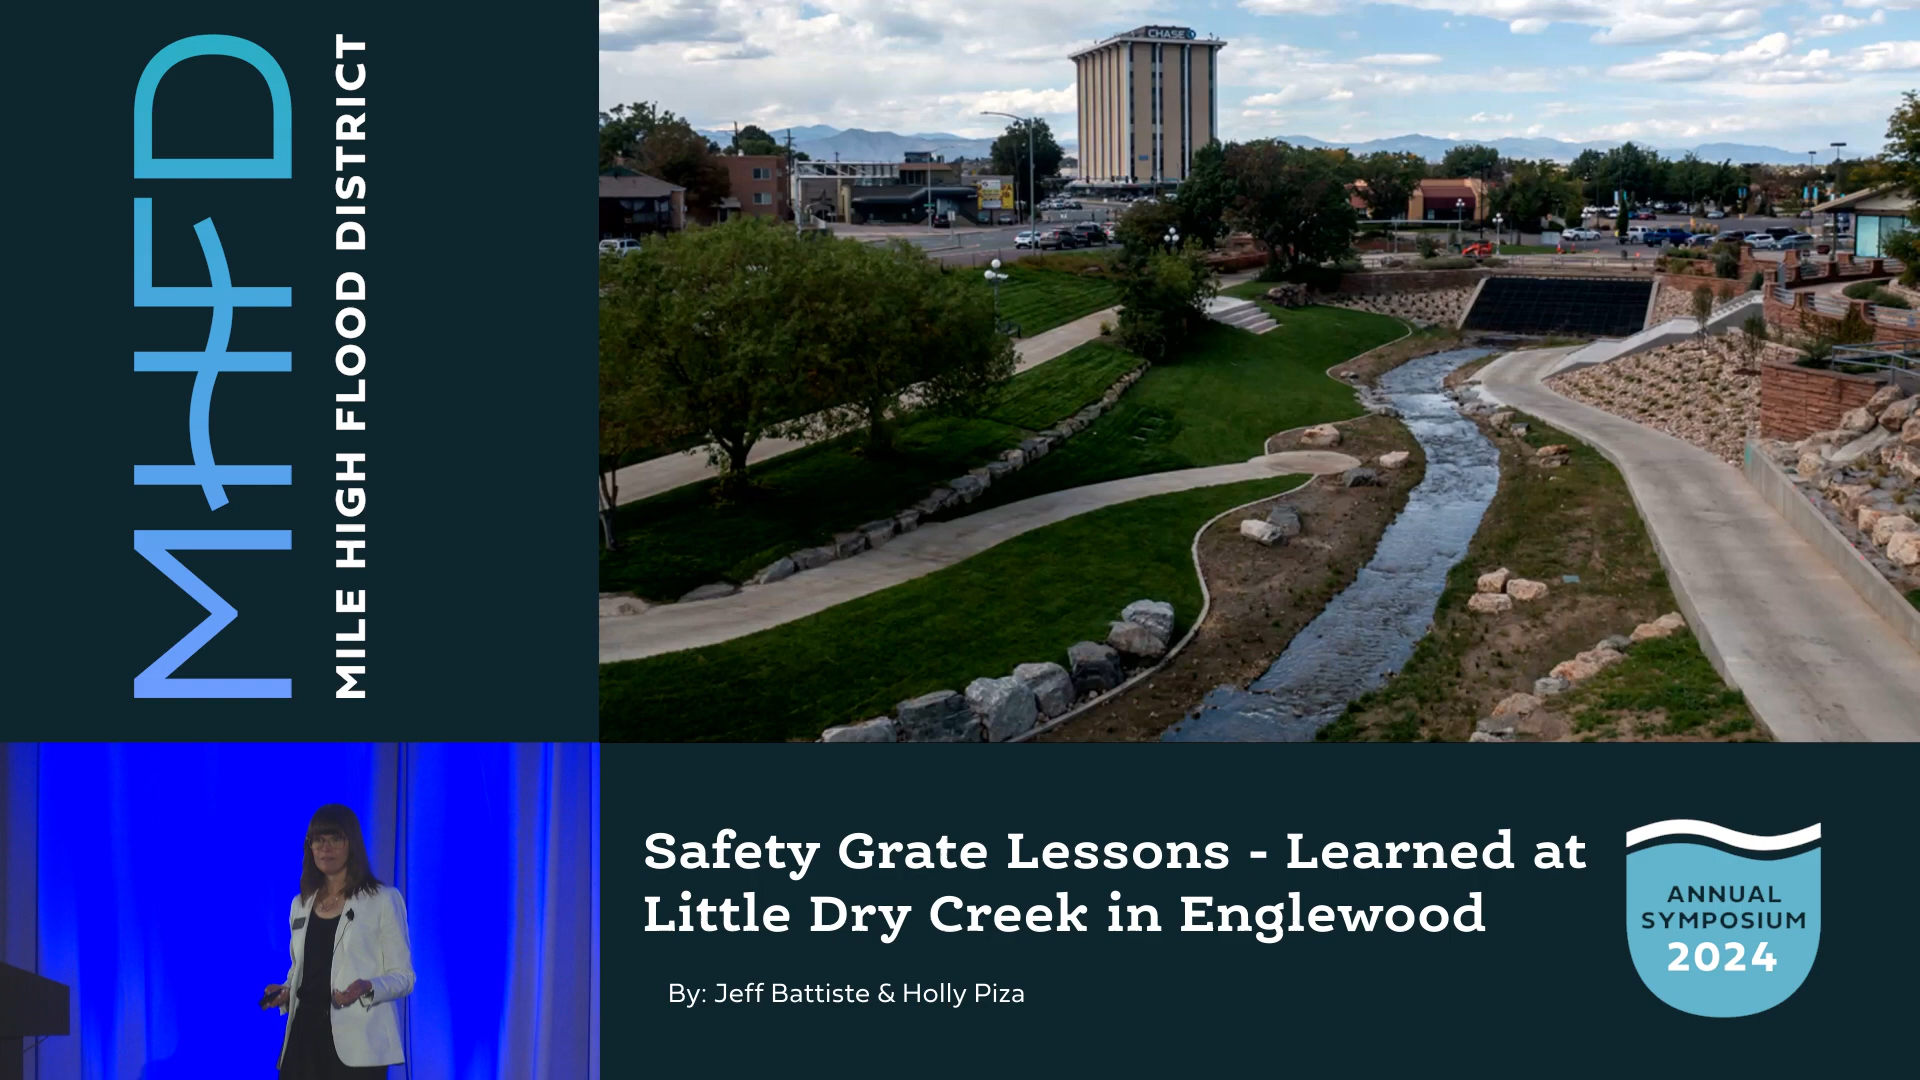 MHFD
MILE HIGH FLOOD DISTRICT
CHASE
Safety Grate Lessons - Learned at
Little Dry Creek in Englewood
By: Jeff Battiste & Holly Piza
ANNUAL
SYMPOSIUM
2024